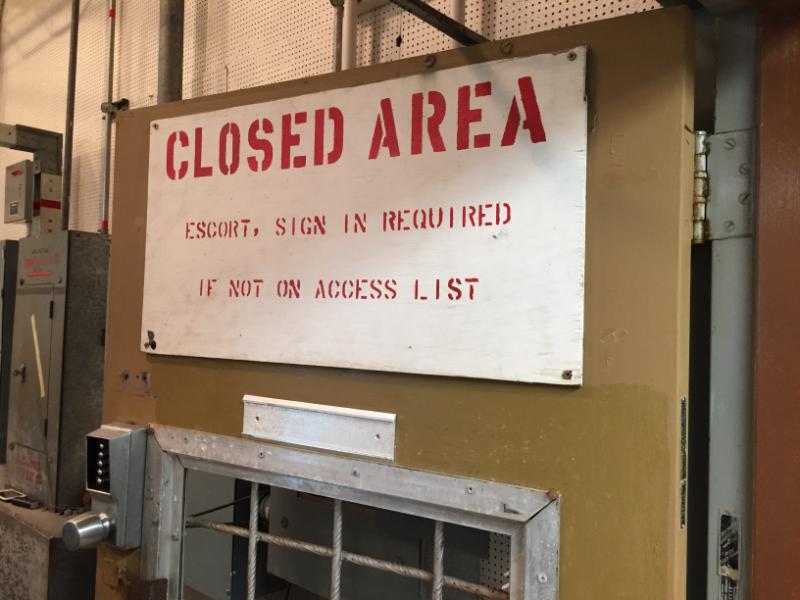 CLOSED AREA
ESCORT, SIGN IN REQUIRED
IF NOT ON ACCESS LIST